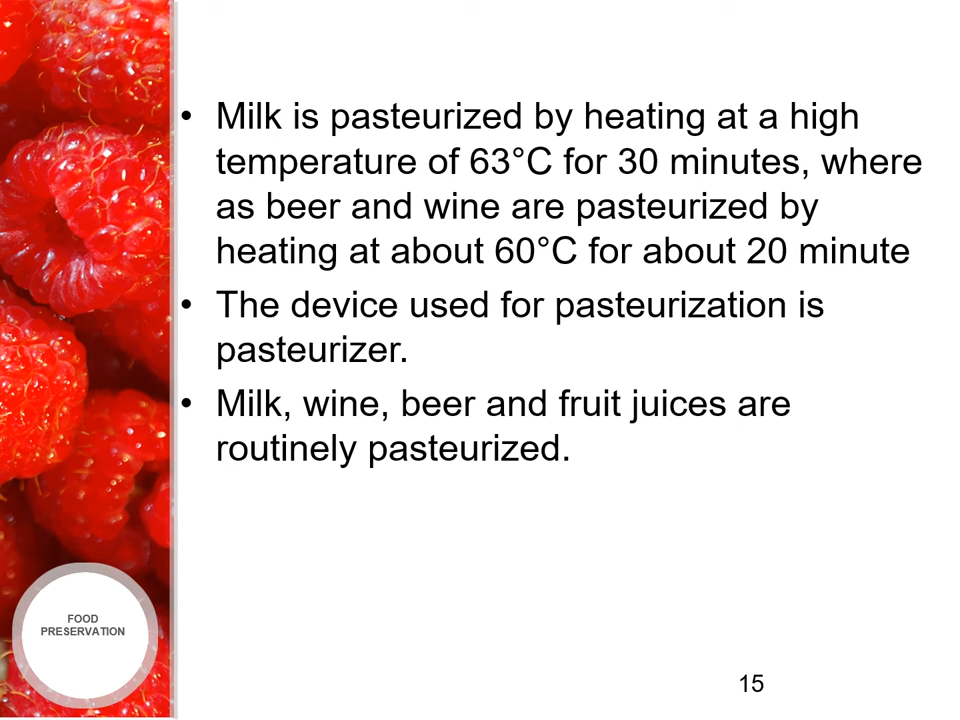 • Milk is pasteurized by heating at a high
temperature of 63°C for 30 minutes, where
as beer and wine are pasteurized by
heating at about 60°C for about 20 minute
• The device used for pasteurization is
pasteurizer.
• Milk, wine, beer and fruit juices are
routinely pasteurized.
FOOD
PRESERVATION
15